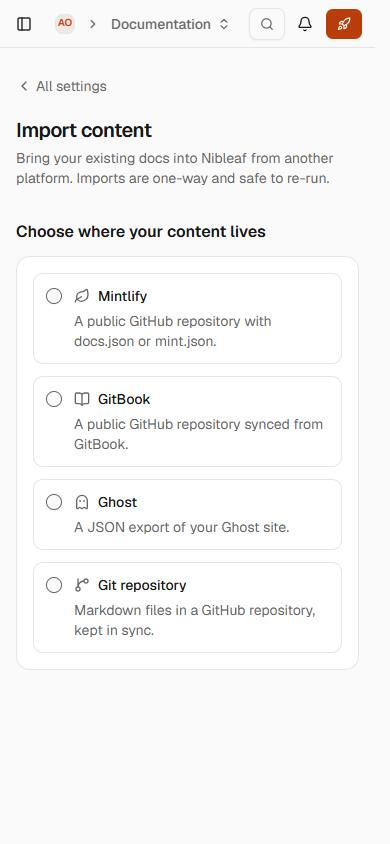 AO
Documentation
All settings
Import content
Bring your existing docs into Nibleaf from another
platform. Imports are one-way and safe to re-run.
Choose where your content lives
Mintlify
A public GitHub repository with
docs.json or mint.json.
GitBook
A public GitHub repository synced from
GitBook.
Ghost
A JSON export of your Ghost site.
Git repository
Markdown files in a GitHub repository,
kept in sync.